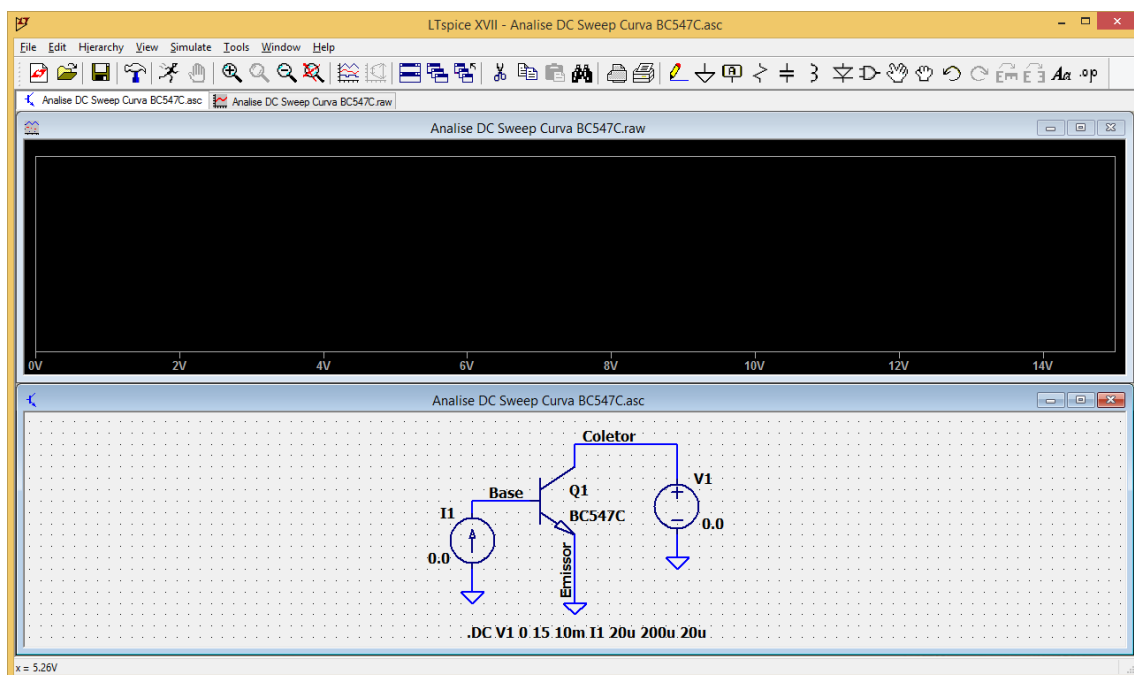 LTspice XVII - Analise DC Sweep Curva BC547C.asc
File Edit Hierarchy View Simulate Tools Window Help
Aa .op
Analise DC Sweep Curva BC547C.asc Analise DC Sweep Curva BC547C.raw
Analise DC Sweep Curva BC547C.raw
0V 2V 4V 6V 8V 10V 12V 14V
Analise DC Sweep Curva BC547C.asc
Coletor
V1
Base Q1
I1 BC547C
0.0
0.0
Emissor
.DC V1 0 15 10m I1 20u 200u 20u
x = 5.26V